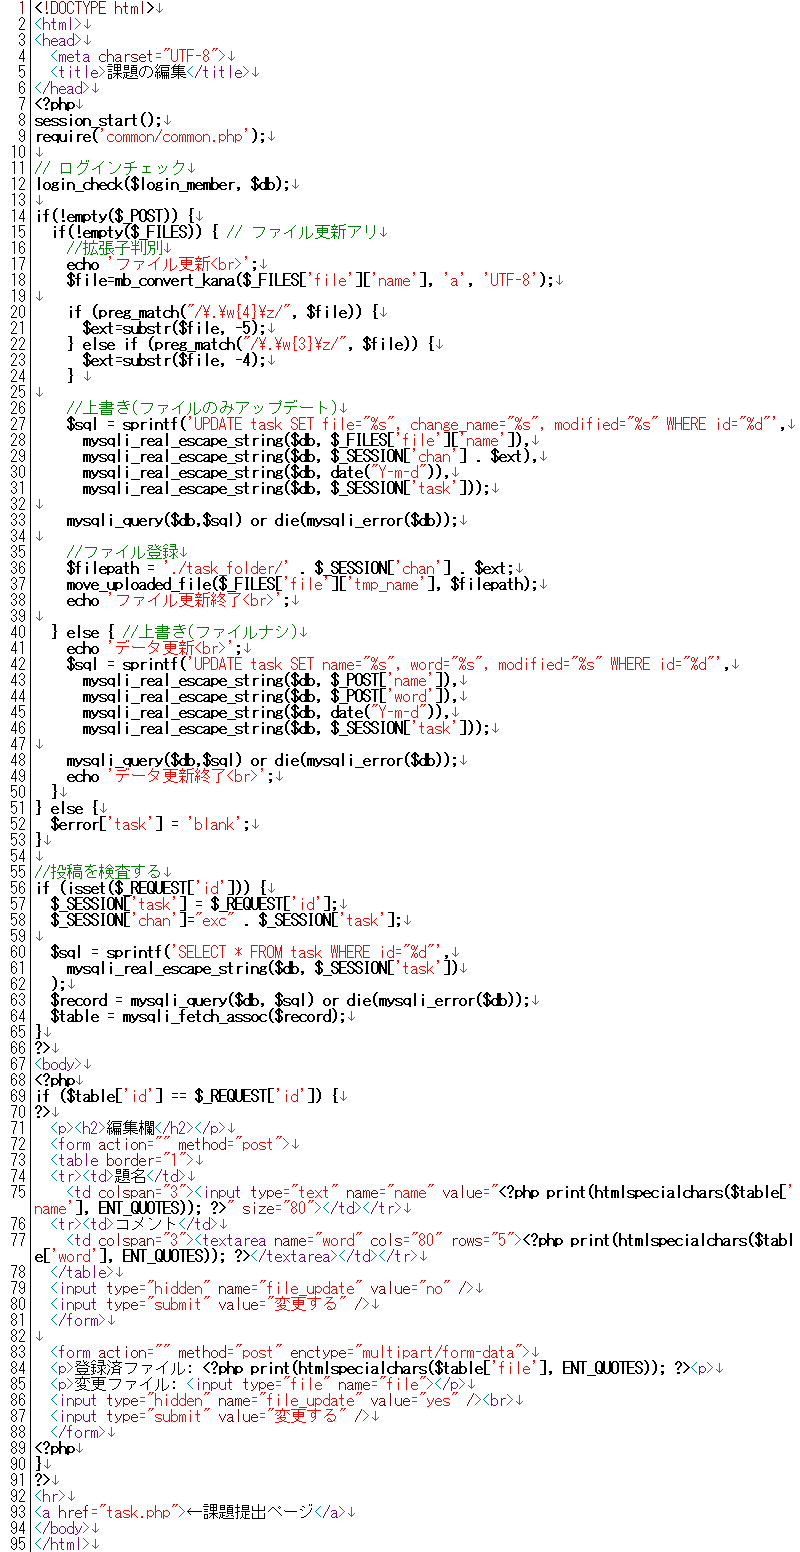 1 <!DOCTYPE html>↓
2 <html>↓
3 <head>↓
4   <meta charset="UTF-8">↓
5   <title>課題の編集</title>↓
6 </head>↓
7 <?php↓
8 session_start();↓
9 require('common/common.php');↓
10 ↓
11 // ログインチェック↓
12 login_check($login_member, $db);↓
13 ↓
14 if(!empty($_POST)) {↓
15   if(!empty($_FILES)) { // ファイル更新アリ↓
16     //拡張子判別↓
17     echo 'ファイル更新<br>';↓
18     $file=mb_convert_kana($_FILES['file']['name'], 'a', 'UTF-8');↓
19 ↓
20     if (preg_match("/¥.¥w{4}¥z/", $file)) {↓
21       $ext=substr($file, -5);↓
22     } else if (preg_match("/¥.¥w{3}¥z/", $file)) {↓
23       $ext=substr($file, -4);↓
24     } ↓
25 ↓
26     //上書き(ファイルのみアップデート)↓
27     $sql = sprintf('UPDATE task SET file="%s", change_name="%s", modified="%s" WHERE id="%d"',↓
28       mysqli_real_escape_string($db, $_FILES['file']['name']),↓
29       mysqli_real_escape_string($db, $_SESSION['chan'] . $ext),↓
30       mysqli_real_escape_string($db, date("Y-m-d")),↓
31       mysqli_real_escape_string($db, $_SESSION['task']));↓
32 ↓
33     mysqli_query($db,$sql) or die(mysqli_error($db));↓
34 ↓
35     //ファイル登録↓
36     $filepath = './task_folder/' . $_SESSION['chan'] . $ext;↓
37     move_uploaded_file($_FILES['file']['tmp_name'], $filepath);↓
38     echo 'ファイル更新終了<br>';↓
39 ↓
40   } else { //上書き(ファイルナシ)↓
41     echo 'データ更新<br>';↓
42     $sql = sprintf('UPDATE task SET name="%s", word="%s", modified="%s" WHERE id="%d"',↓
43       mysqli_real_escape_string($db, $_POST['name']),↓
44       mysqli_real_escape_string($db, $_POST['word']),↓
45       mysqli_real_escape_string($db, date("Y-m-d")),↓
46       mysqli_real_escape_string($db, $_SESSION['task']));↓
47 ↓
48     mysqli_query($db,$sql) or die(mysqli_error($db));↓
49     echo 'データ更新終了<br>';↓
50   }↓
51 } else {↓
52   $error['task'] = 'blank';↓
53 }↓
54 ↓
55 //投稿を検査する↓
56 if (isset($_REQUEST['id'])) {↓
57   $_SESSION['task'] = $_REQUEST['id'];↓
58   $_SESSION['chan']="exc" . $_SESSION['task'];↓
59 ↓
60   $sql = sprintf('SELECT * FROM task WHERE id="%d"',↓
61     mysqli_real_escape_string($db, $_SESSION['task'])↓
62   );↓
63   $record = mysqli_query($db, $sql) or die(mysqli_error($db));↓
64   $table = mysqli_fetch_assoc($record);↓
65 }↓
66 ?>↓
67 <body>↓
68 <?php↓
69 if ($table['id'] == $_REQUEST['id']) {↓
70 ?>↓
71   <p><h2>編集欄</h2></p>↓
72   <form action="" method="post">↓
73   <table border="1">↓
74   <tr><td>題名</td>↓
75     <td colspan="3"><input type="text" name="name" value="<?php print(htmlspecialchars($table['
name'], ENT_QUOTES)); ?>" size="80"></td></tr>↓
76   <tr><td>コメント</td>↓
77     <td colspan="3"><textarea name="word" cols="80" rows="5"><?php print(htmlspecialchars($tabl
e['word'], ENT_QUOTES)); ?></textarea></td></tr>↓
78   </table>↓
79   <input type="hidden" name="file_update" value="no" />↓
80   <input type="submit" value="変更する" />↓
81   </form>↓
82 ↓
83   <form action="" method="post" enctype="multipart/form-data">↓
84   <p>登録済ファイル: <?php print(htmlspecialchars($table['file'], ENT_QUOTES)); ?><p>↓
85   <p>変更ファイル: <input type="file" name="file"></p>↓
86   <input type="hidden" name="file_update" value="yes" /><br>↓
87   <input type="submit" value="変更する" />↓
88   </form>↓
89 <?php↓
90 }↓
91 ?>↓
92 <hr>↓
93 <a href="task.php">←課題提出ページ</a>↓
94 </body>↓
95 </html>↓